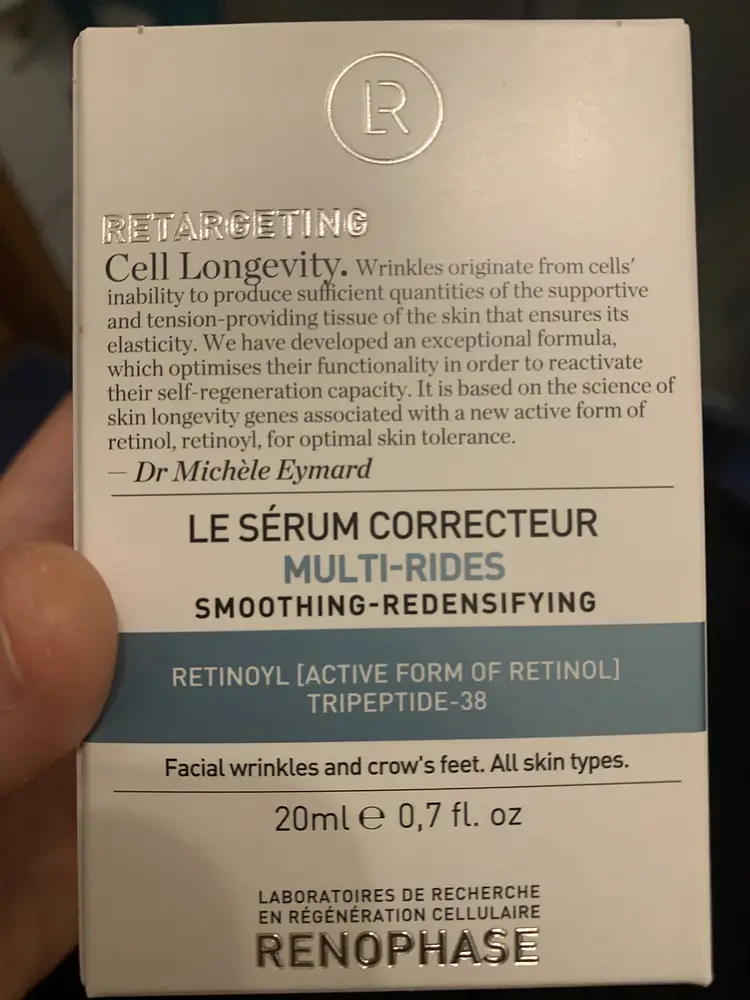 LR
RETARGETING
Cell Longevity. Wrinkles originate from cells'
inability to produce sufficient quantities of the supportive
and tension-providing tissue of the skin that ensures its
elasticity. We have developed an exceptional formula,
which optimises their functionality in order to reactivate
their self-regeneration capacity. It is based on the science of
skin longevity genes associated with a new active form of
retinol, retinoyl, for optimal skin tolerance.
— Dr Michèle Eymard
LE SÉRUM CORRECTEUR
MULTI-RIDES
SMOOTHING-REDENSIFYING
RETINOYL [ACTIVE FORM OF RETINOL]
TRIPEPTIDE-38
Facial wrinkles and crow's feet. All skin types.
20ml ℮ 0,7 fl. oz
LABORATOIRES DE RECHERCHE
EN RÉGÉNÉRATION CELLULAIRE
RENOPHASE